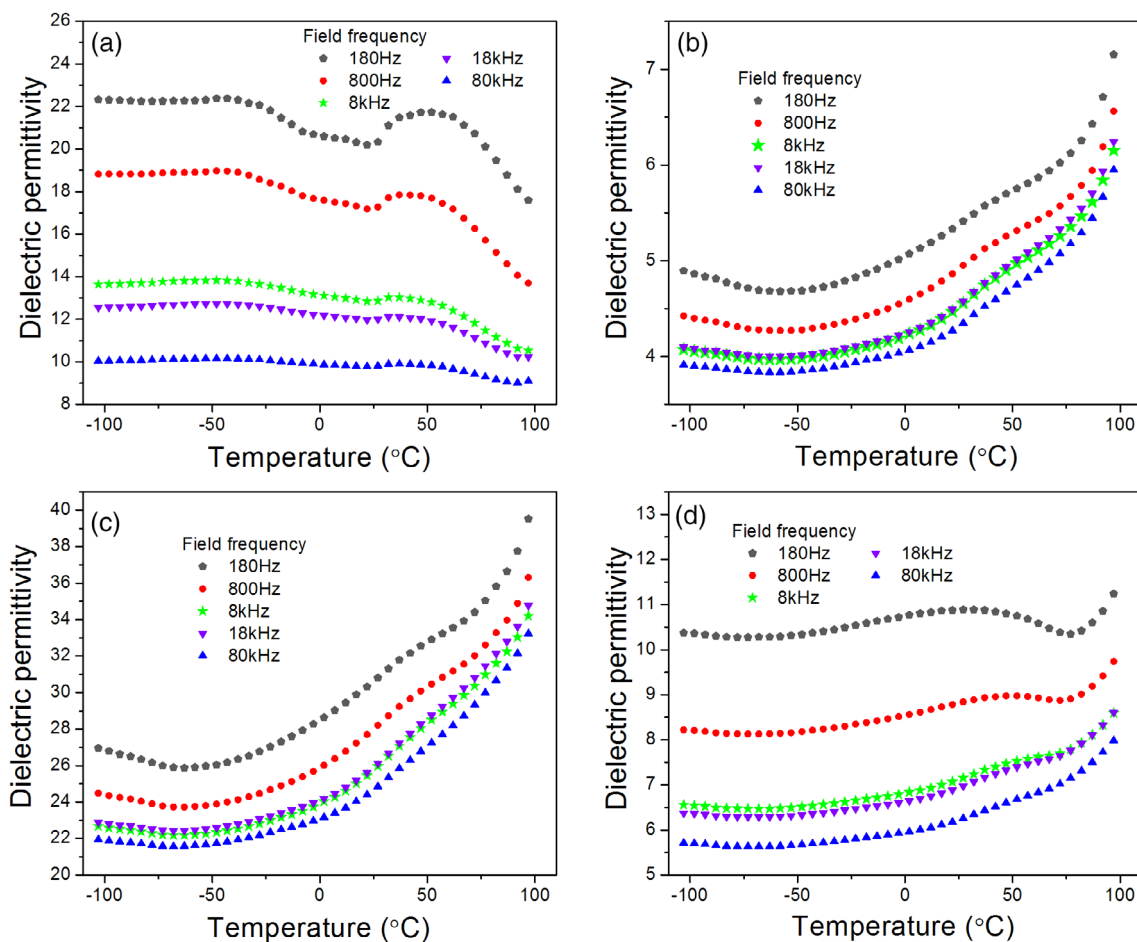 (a)
Field frequency
180Hz 18kHz
800Hz 80kHz
8kHz
26
24
22
20
18
16
14
12
10
8
-100 -50 0 50 100
Dielectric permittivity
Temperature (°C)
(b)
Field frequency
180Hz
800Hz
8kHz
18kHz
80kHz
7
6
5
4
-100 -50 0 50 100
Dielectric permittivity
Temperature (°C)
(c)
Field frequency
180Hz
800Hz
8kHz
18kHz
80kHz
40
38
36
34
32
30
28
26
24
22
20
-100 -50 0 50 100
Dielectric permittivity
Temperature (°C)
(d)
Field frequency
180Hz 18kHz
800Hz 80kHz
8kHz
13
12
11
10
9
8
7
6
5
-100 -50 0 50 100
Dielectric permittivity
Temperature (°C)